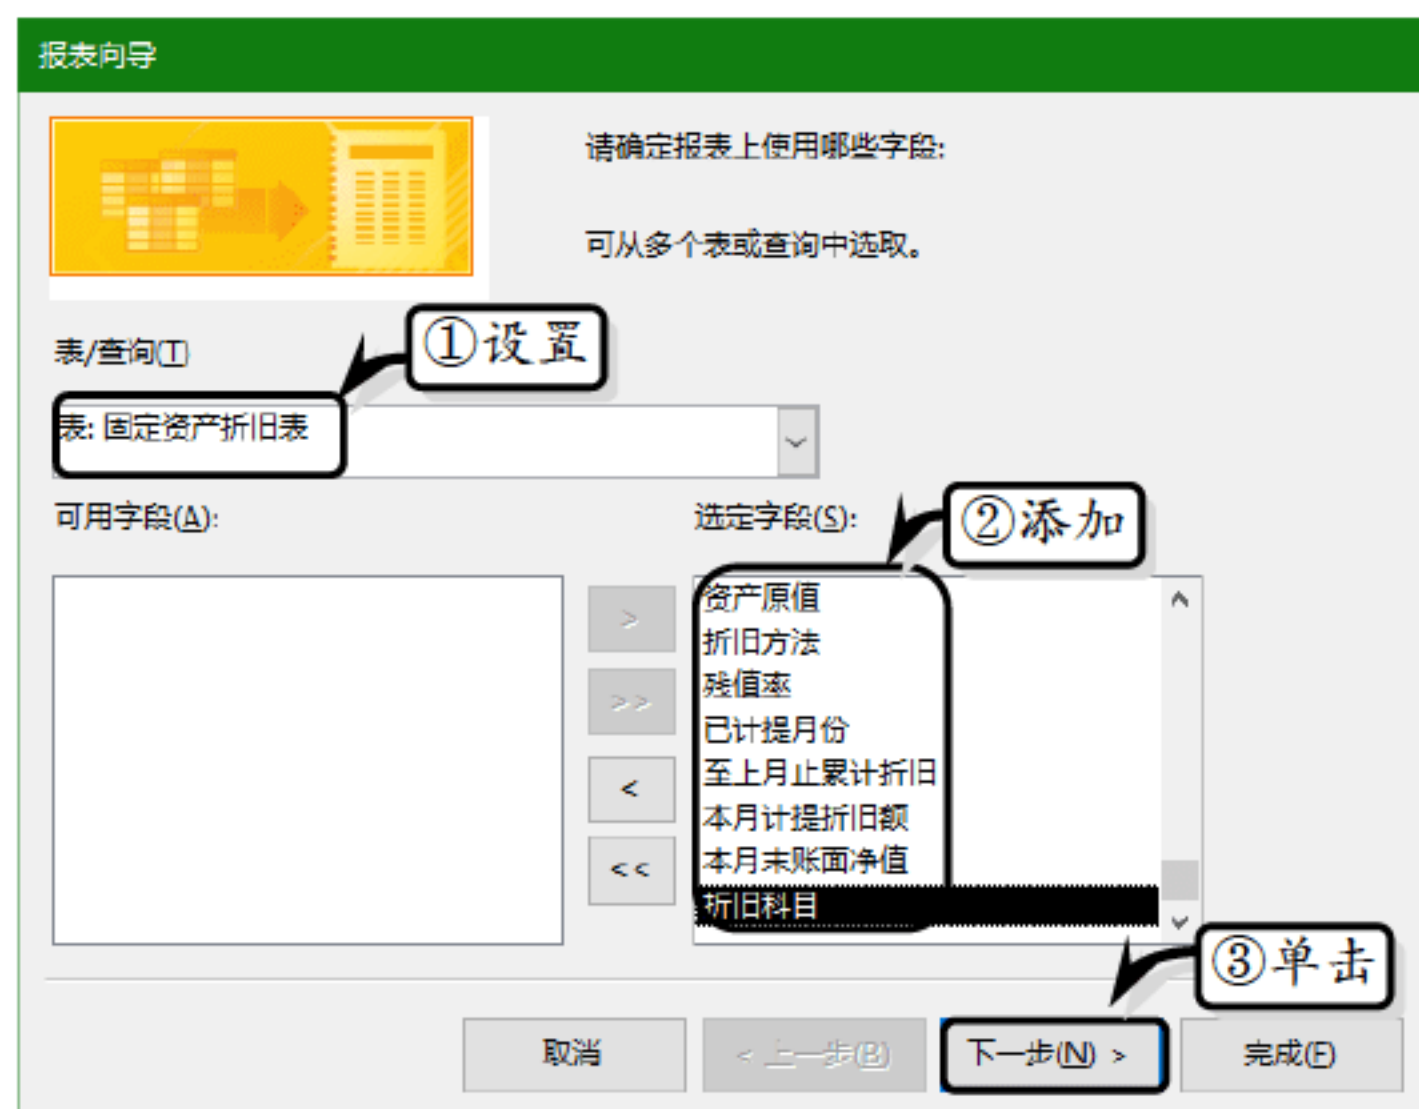 报表向导
请确定报表上使用哪些字段:
可从多个表或查询中选取。
①设置
表/查询(T)
表: 固定资产折旧表
可用字段(A):
选定字段(S):
②添加
资产原值
折旧方法
残值率
已计提月份
至上月止累计折旧
本月计提折旧额
本月末账面净值
折旧科目
>
>>
<
<<
③单击
取消
< 上一步(B)
下一步(N) >
完成(F)